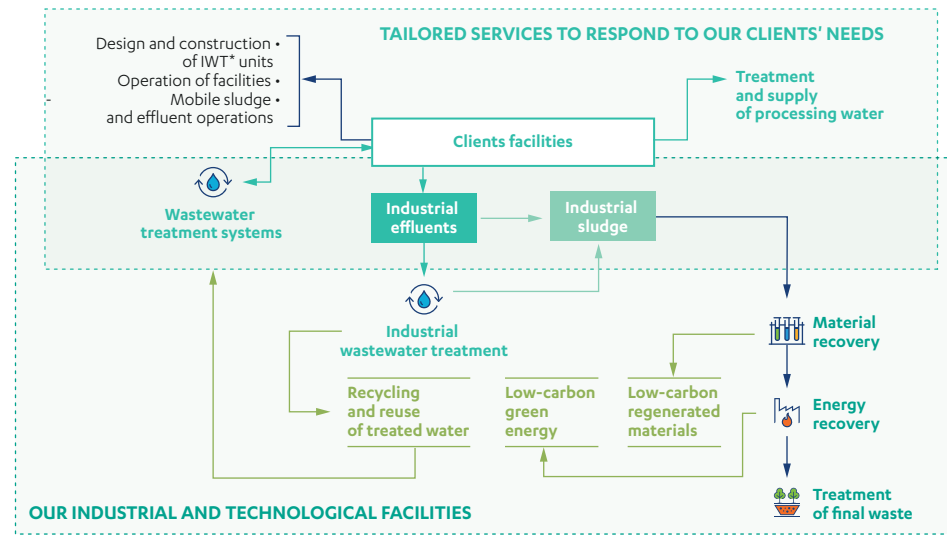 TAILORED SERVICES TO RESPOND TO OUR CLIENTS' NEEDS
Design and construction •
of IWT* units
Operation of facilities •
Mobile sludge •
and effluent operations
-
Treatment
and supply
of processing water
Clients facilities
Wastewater
treatment systems
Industrial
effluents
Industrial
sludge
Industrial
wastewater treatment
Material
recovery
Recycling
and reuse
of treated water
Low-carbon
green
energy
Low-carbon
regenerated
materials
Energy
recovery
Treatment
of final waste
OUR INDUSTRIAL AND TECHNOLOGICAL FACILITIES